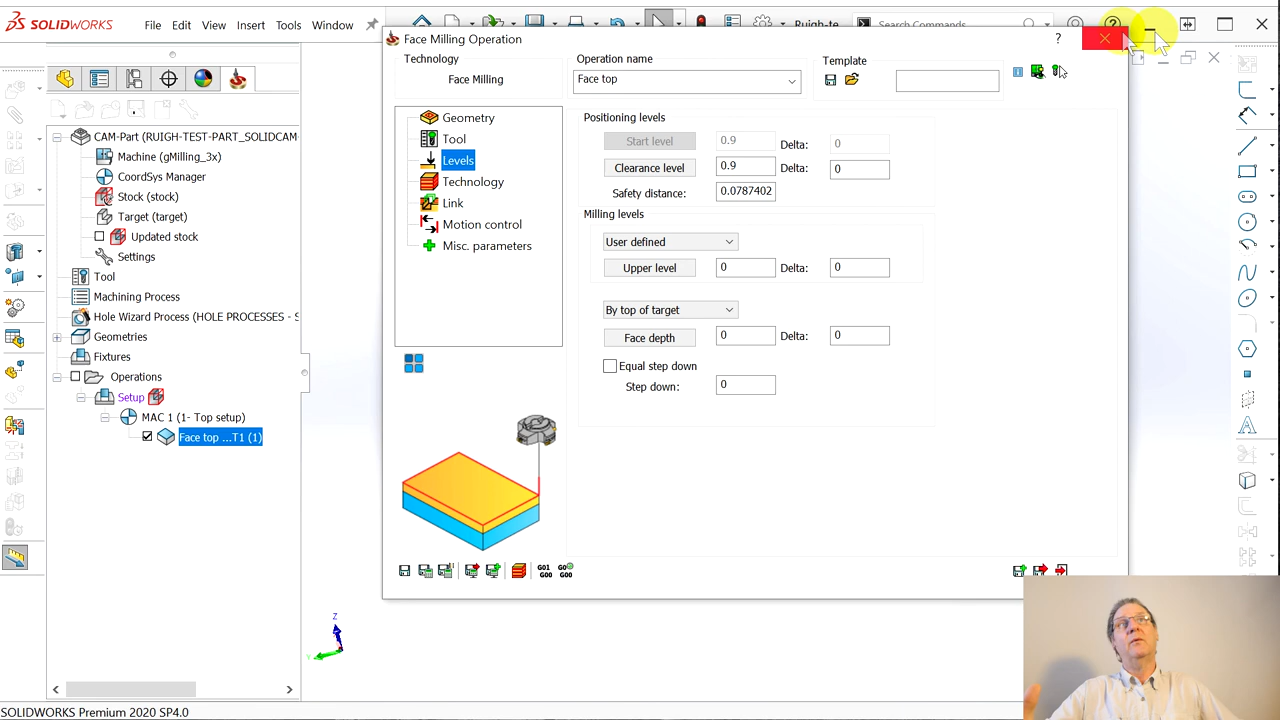 SOLIDWORKS File Edit View Insert Tools Window Ruigh-te... Search Commands
Face Milling Operation
Technology
Face Milling
Operation name
Face top
Template
Geometry
Tool
Levels
Technology
Link
Motion control
Misc. parameters
Positioning levels
Start level 0.9 Delta: 0
Clearance level 0.9 Delta: 0
Safety distance: 0.0787402
Milling levels
User defined
Upper level 0 Delta: 0
By top of target
Face depth 0 Delta: 0
Equal step down
Step down: 0
G01 G00
G00
CAM-Part (RUIGH-TEST-PART_SOLIDCAM
Machine (gMilling_3x)
CoordSys Manager
Stock (stock)
Target (target)
Updated stock
Settings
Tool
Machining Process
Hole Wizard Process (HOLE PROCESSES - S
Geometries
Fixtures
Operations
Setup
MAC 1 (1- Top setup)
Face top ...T1 (1)
Z
SOLIDWORKS Premium 2020 SP4.0